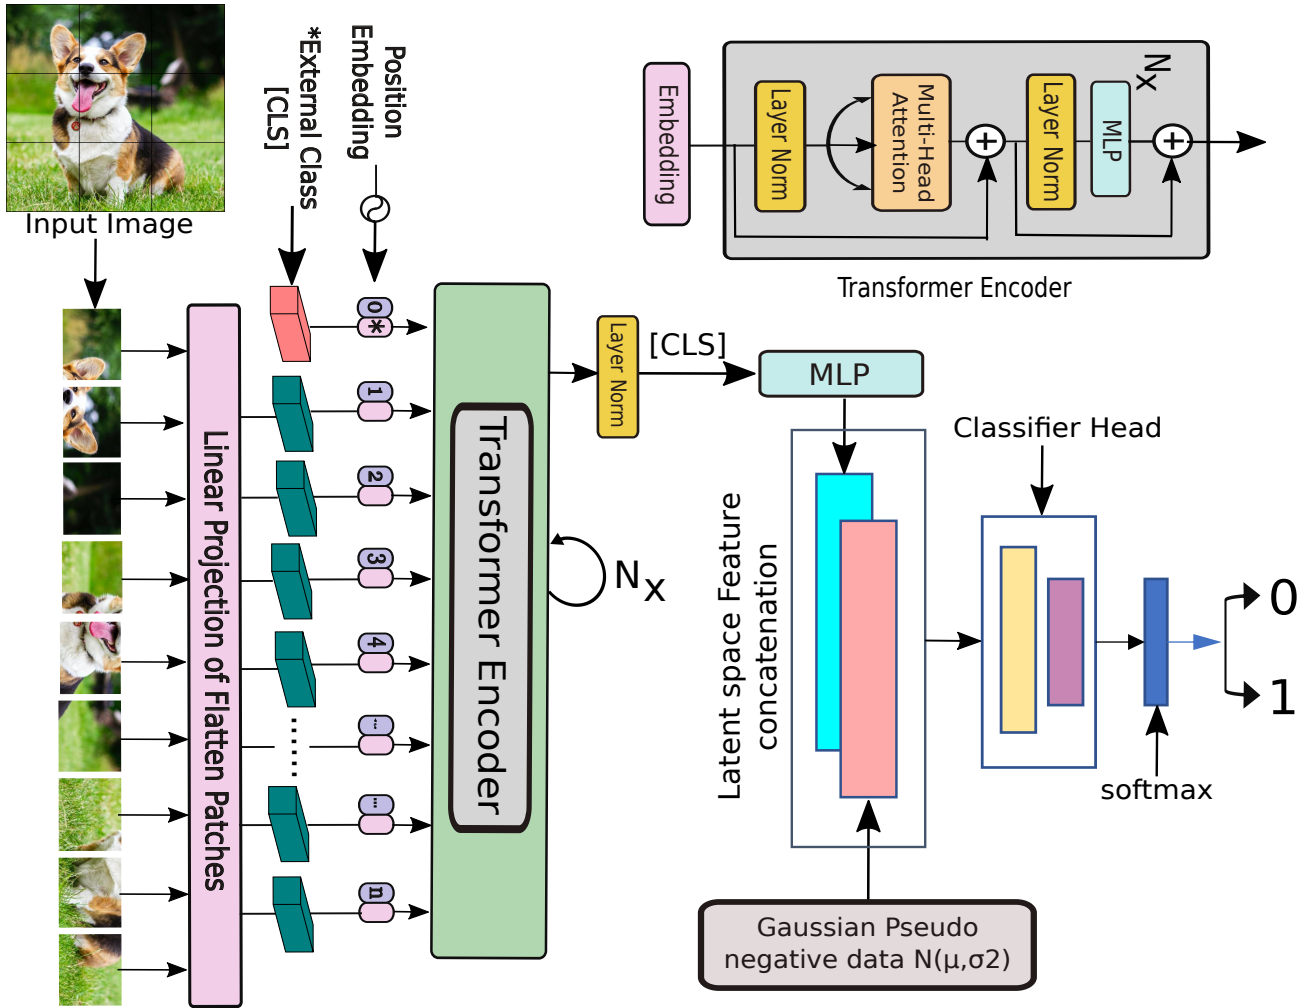 Input Image
*External Class
[CLS]
Position
Embedding
Linear Projection of Flatten Patches
0
*
1
2
3
4
...
...
n
Transformer Encoder
Nx
Embedding
Layer Norm
Multi-Head
Attention
+
Layer Norm
MLP
+
Nx
Transformer Encoder
Layer Norm
[CLS]
MLP
Latent space Feature
concatenation
Gaussian Pseudo
negative data N(μ,σ2)
Classifier Head
softmax
0
1